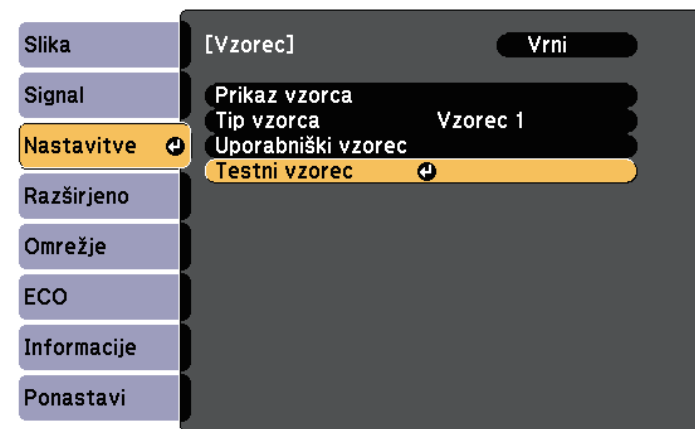 Slika
Signal
Nastavitve
Razširjeno
Omrežje
ECO
Informacije
Ponastavi
[Vzorec] Vrni
Prikaz vzorca
Tip vzorca Vzorec 1
Uporabniški vzorec
Testni vzorec